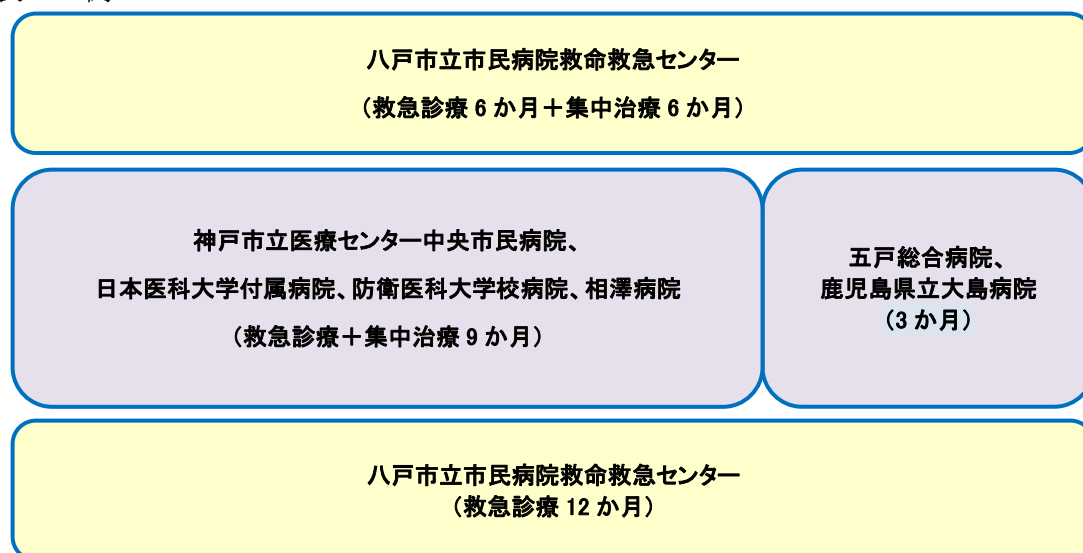 八戸市立市民病院救命救急センター
（救急診療 6 か月＋集中治療 6 か月）
神戸市立医療センター中央市民病院、
日本医科大学付属病院、防衛医科大学校病院、相澤病院
（救急診療＋集中治療 9 か月）
五戸総合病院、
鹿児島県立大島病院
（3 か月）
八戸市立市民病院救命救急センター
（救急診療 12 か月）